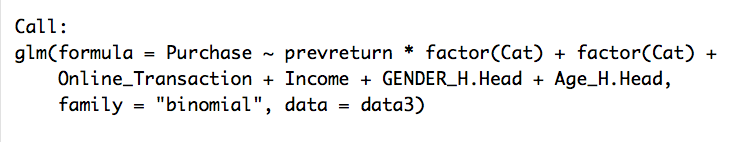 Call:
glm(formula = Purchase ~ prevreturn * factor(Cat) + factor(Cat) +
    Online_Transaction + Income + GENDER_H.Head + Age_H.Head,
    family = "binomial", data = data3)